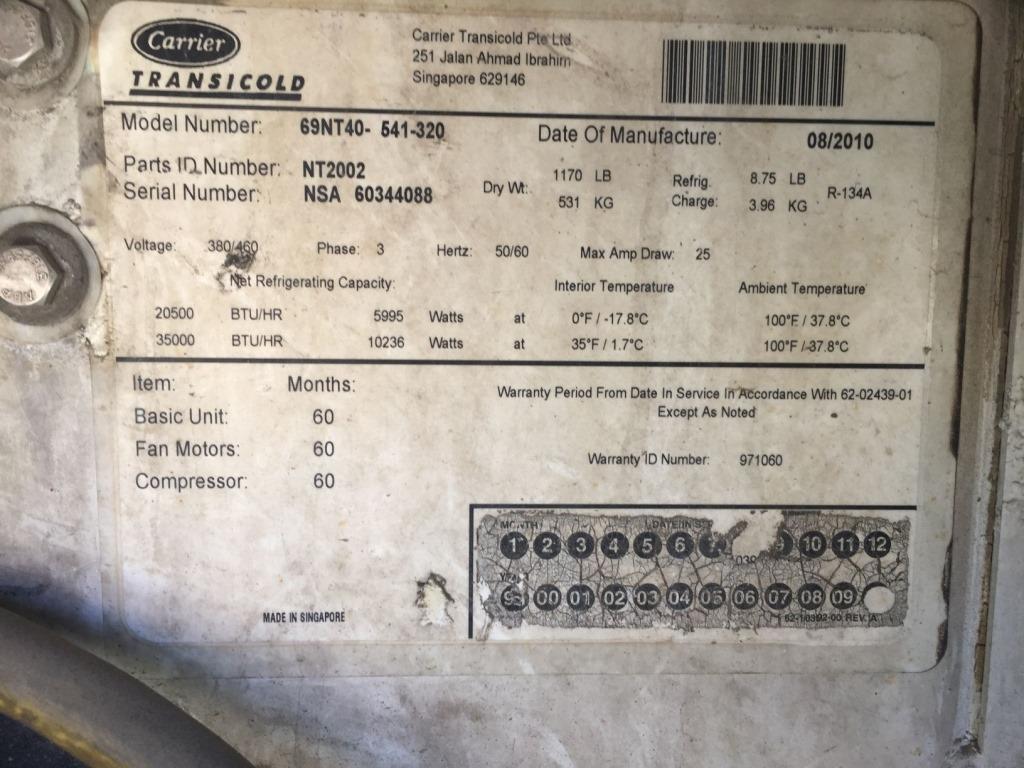 Carrier
TRANSICOLD
Carrier Transicold Pte Ltd
251 Jalan Ahmad Ibrahim
Singapore 629146
Model Number: 69NT40- 541-320
Date Of Manufacture: 08/2010
Parts ID Number: NT2002
Serial Number: NSA 60344088
Dry Wt: 1170 LB
531 KG
Refrig. Charge: 8.75 LB
3.96 KG
R-134A
Voltage: 380/460 Phase: 3 Hertz: 50/60 Max Amp Draw: 25
Net Refrigerating Capacity: Interior Temperature Ambient Temperature
20500 BTU/HR 5995 Watts at 0°F / -17.8°C 100°F / 37.8°C
35000 BTU/HR 10236 Watts at 35°F / 1.7°C 100°F / 37.8°C
Item: Months:
Basic Unit: 60
Fan Motors: 60
Compressor: 60
Warranty Period From Date In Service In Accordance With 62-02439-01
Except As Noted
Warranty ID Number: 971060
MONTH DATE IN
1 2 3 4 5 6 7 10 11 12
YEAR
00 01 02 03 04 05 06 07 08 09
62-10392-00 REV A
MADE IN SINGAPORE